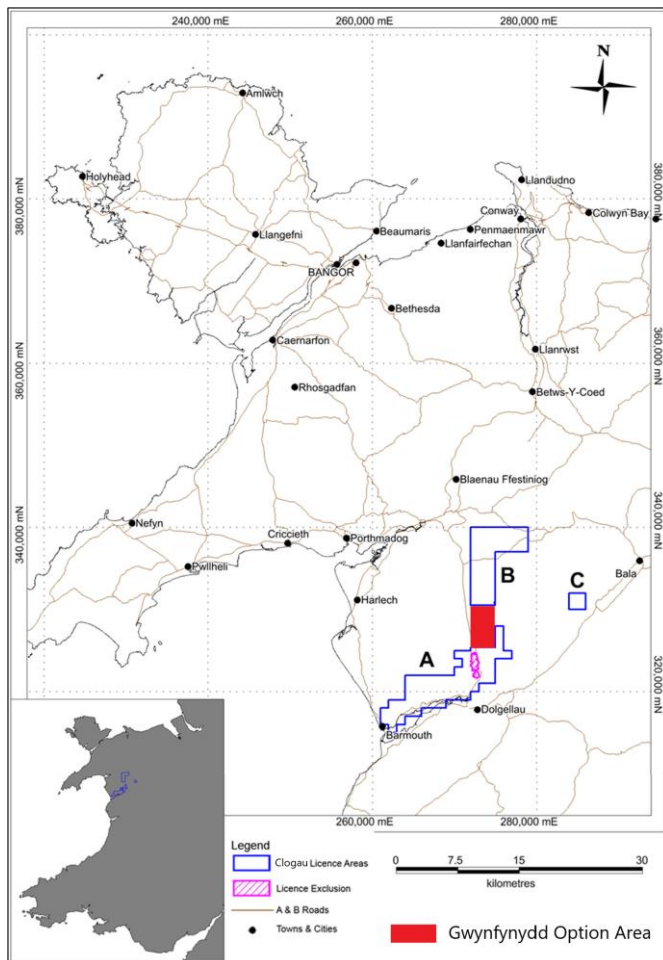 240,000 mE
260,000 mE
280,000 mE
N
Amlwch
Holyhead
Llandudno
380,000 mN
380,000 mN
Conway
Colwyn Bay
Llangefni
Beaumaris
Penmaenmawr
Llanfairfechan
BANGOR
Bethesda
Caernarfon
Llanrwst
360,000 mN
360,000 mN
Rhosgadfan
Betws-Y-Coed
Blaenau Ffestiniog
Nefyn
340,000 mN
340,000 mN
Criccieth
Porthmadog
Pwllheli
B
C
Bala
Harlech
A
320,000 mN
Dolgellau
Barmouth
260,000 mE
280,000 mE
Legend
Clogau Licence Areas
Licence Exclusion
A & B Roads
Towns & Cities
0 7.5 15 30
kilometres
Gwynfynydd Option Area